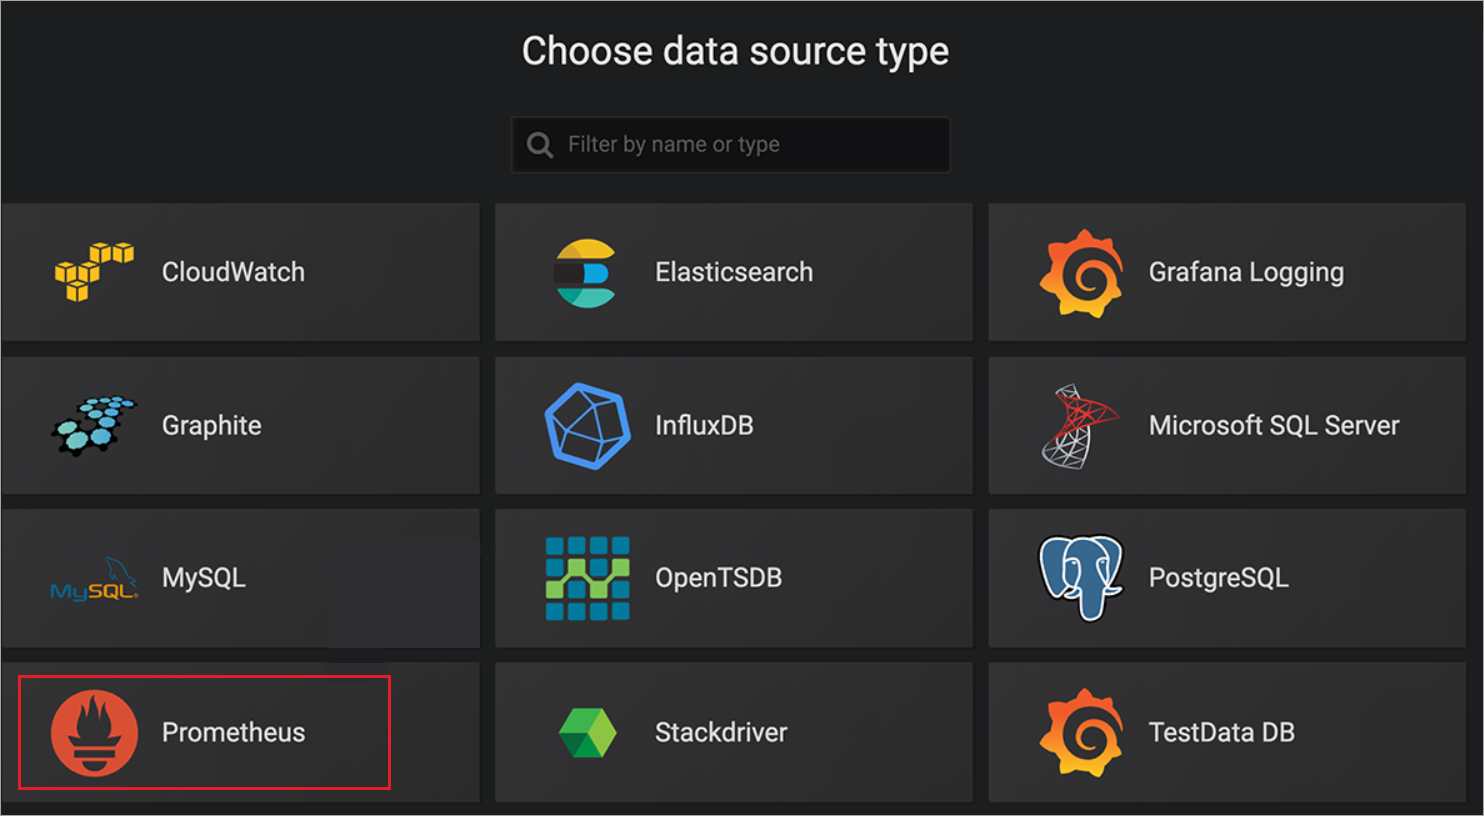 Choose data source type
Filter by name or type
CloudWatch
Elasticsearch
Grafana Logging
Graphite
InfluxDB
Microsoft SQL Server
MySQL
MySQL
OpenTSDB
PostgreSQL
Prometheus
Stackdriver
TestData DB